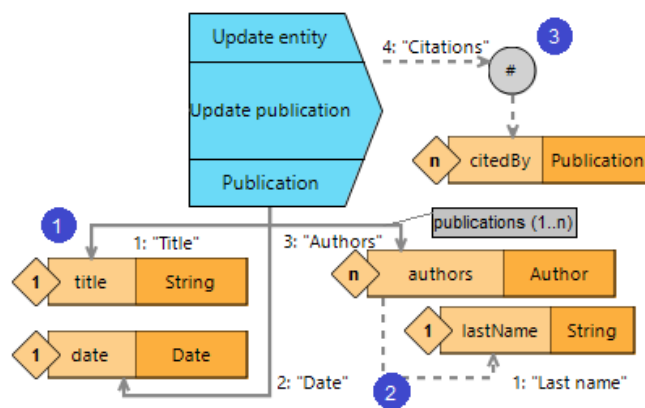 Update entity
4: "Citations"
3
#
Update publication
n
citedBy
Publication
Publication
1
publications (1..n)
1: "Title"
3: "Authors"
1
title
String
n
authors
Author
1
lastName
String
1
date
Date
2: "Date"
2
1: "Last name"